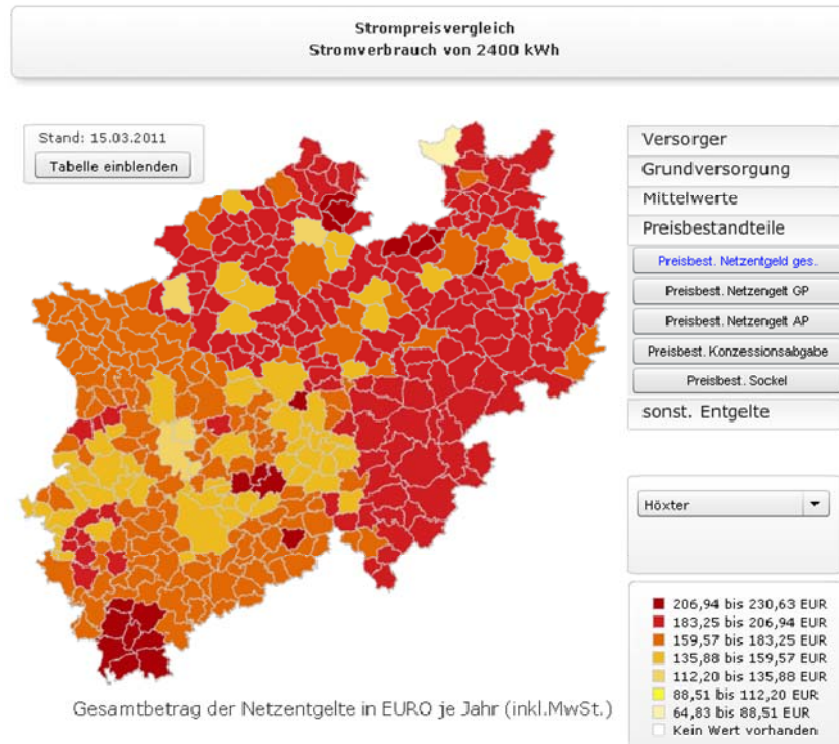 Strompreisvergleich
Stromverbrauch von 2400 kWh
Stand: 15.03.2011
Tabelle einblenden
Versorger
Grundversorgung
Mittelwerte
Preisbestandteile
Preisbest. Netzentgeld ges.
Preisbest. Netzengelt GP
Preisbest. Netzengelt AP
Preisbest. Konzessionsabgabe
Preisbest. Sockel
sonst. Entgelte
Höxter
206,94 bis 230,63 EUR
183,25 bis 206,94 EUR
159,57 bis 183,25 EUR
135,88 bis 159,57 EUR
112,20 bis 135,88 EUR
88,51 bis 112,20 EUR
64,83 bis 88,51 EUR
Kein Wert vorhanden
Gesamtbetrag der Netzentgelte in EURO je Jahr (inkl.MwSt.)